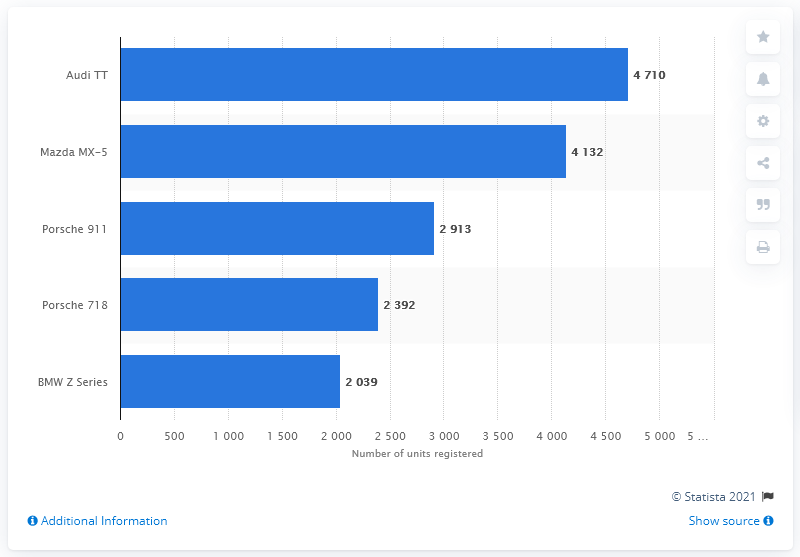 Audi TT
4 710
Mazda MX-5
4 132
Porsche 911
2 913
Porsche 718
2 392
BMW Z Series
2 039
0 500 1 000 1 500 2 000 2 500 3 000 3 500 4 000 4 500 5 000 5 ...
Number of units registered
© Statista 2021
Additional Information
Show source